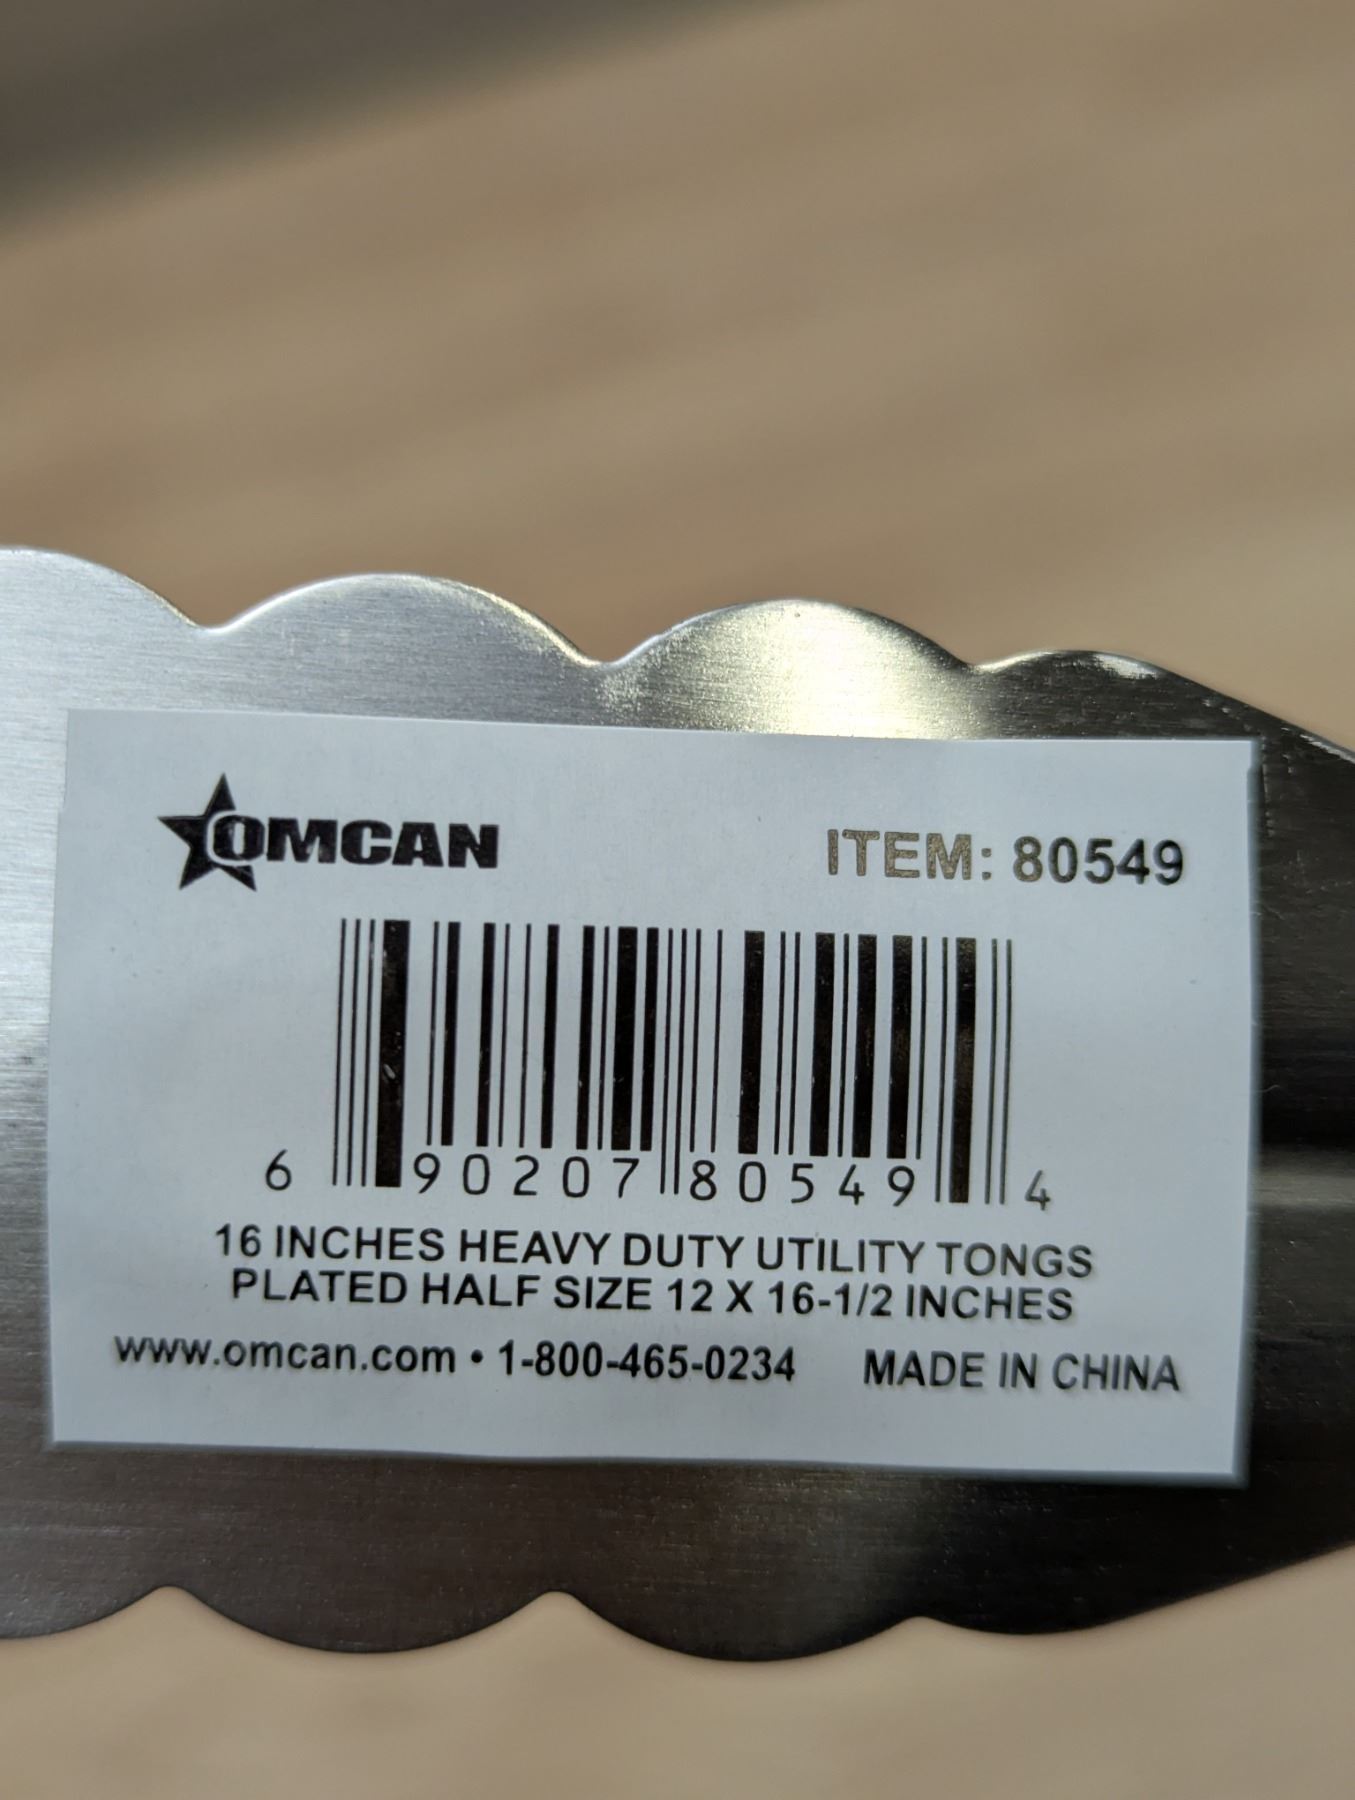 OMCAN
ITEM: 80549
6 90207 80549 4
16 INCHES HEAVY DUTY UTILITY TONGS
PLATED HALF SIZE 12 X 16-1/2 INCHES
www.omcan.com • 1-800-465-0234 MADE IN CHINA